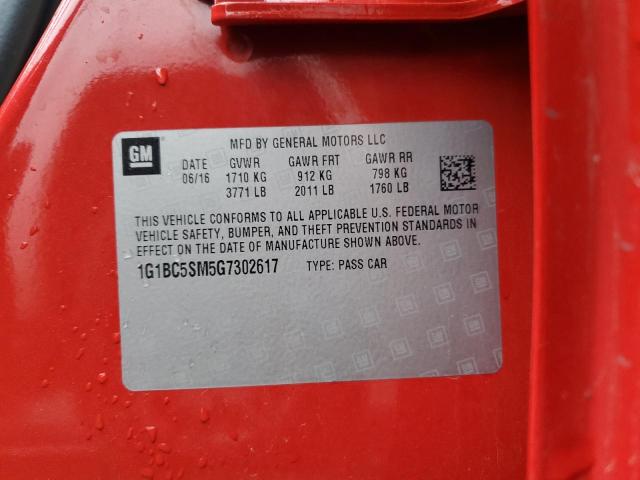 GM
MFD BY GENERAL MOTORS LLC
DATE GVWR GAWR FRT GAWR RR
06/16 1710 KG 912 KG 798 KG
3771 LB 2011 LB 1760 LB
THIS VEHICLE CONFORMS TO ALL APPLICABLE U.S. FEDERAL MOTOR
VEHICLE SAFETY, BUMPER, AND THEFT PREVENTION STANDARDS IN
EFFECT ON THE DATE OF MANUFACTURE SHOWN ABOVE.
1G1BC5SM5G7302617 TYPE: PASS CAR